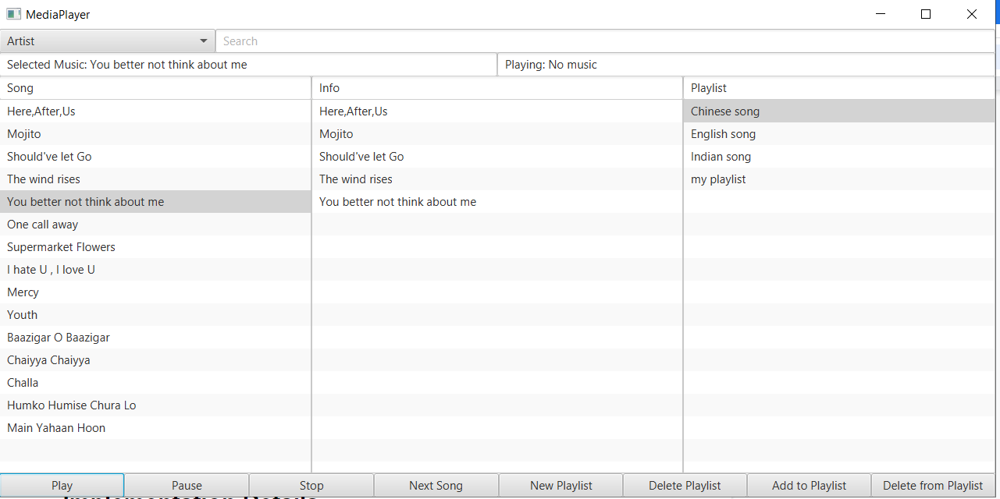 MediaPlayer
Artist Search
Selected Music: You better not think about me Playing: No music
Song Info Playlist
Here,After,Us Here,After,Us Chinese song
Mojito Mojito English song
Should've let Go Should've let Go Indian song
The wind rises The wind rises my playlist
You better not think about me You better not think about me
One call away
Supermarket Flowers
I hate U , I love U
Mercy
Youth
Baazigar O Baazigar
Chaiyya Chaiyya
Challa
Humko Humise Chura Lo
Main Yahaan Hoon
Play Pause Stop Next Song New Playlist Delete Playlist Add to Playlist Delete from Playlist